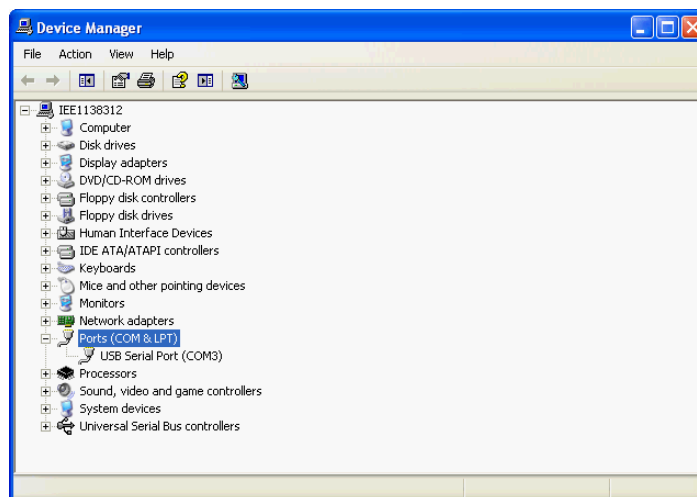 Device Manager
File Action View Help
IEE1138312
Computer
Disk drives
Display adapters
DVD/CD-ROM drives
Floppy disk controllers
Floppy disk drives
Human Interface Devices
IDE ATA/ATAPI controllers
Keyboards
Mice and other pointing devices
Monitors
Network adapters
Ports (COM & LPT)
USB Serial Port (COM3)
Processors
Sound, video and game controllers
System devices
Universal Serial Bus controllers